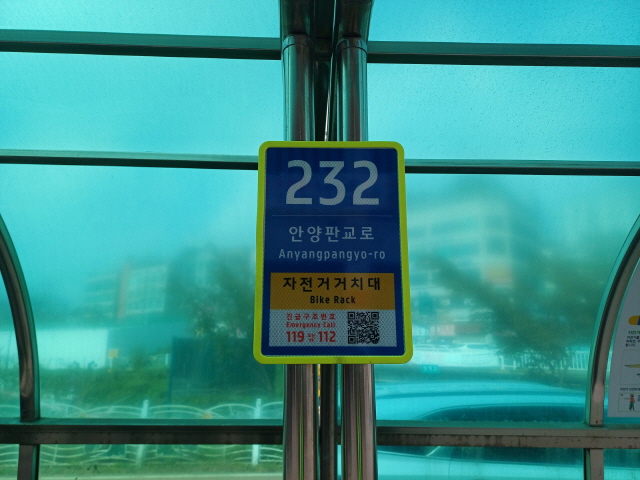 232
안양판교로
Anyangpangyo-ro
자전거거치대
Bike Rack
긴급구조번호
Emergency Call
119 112